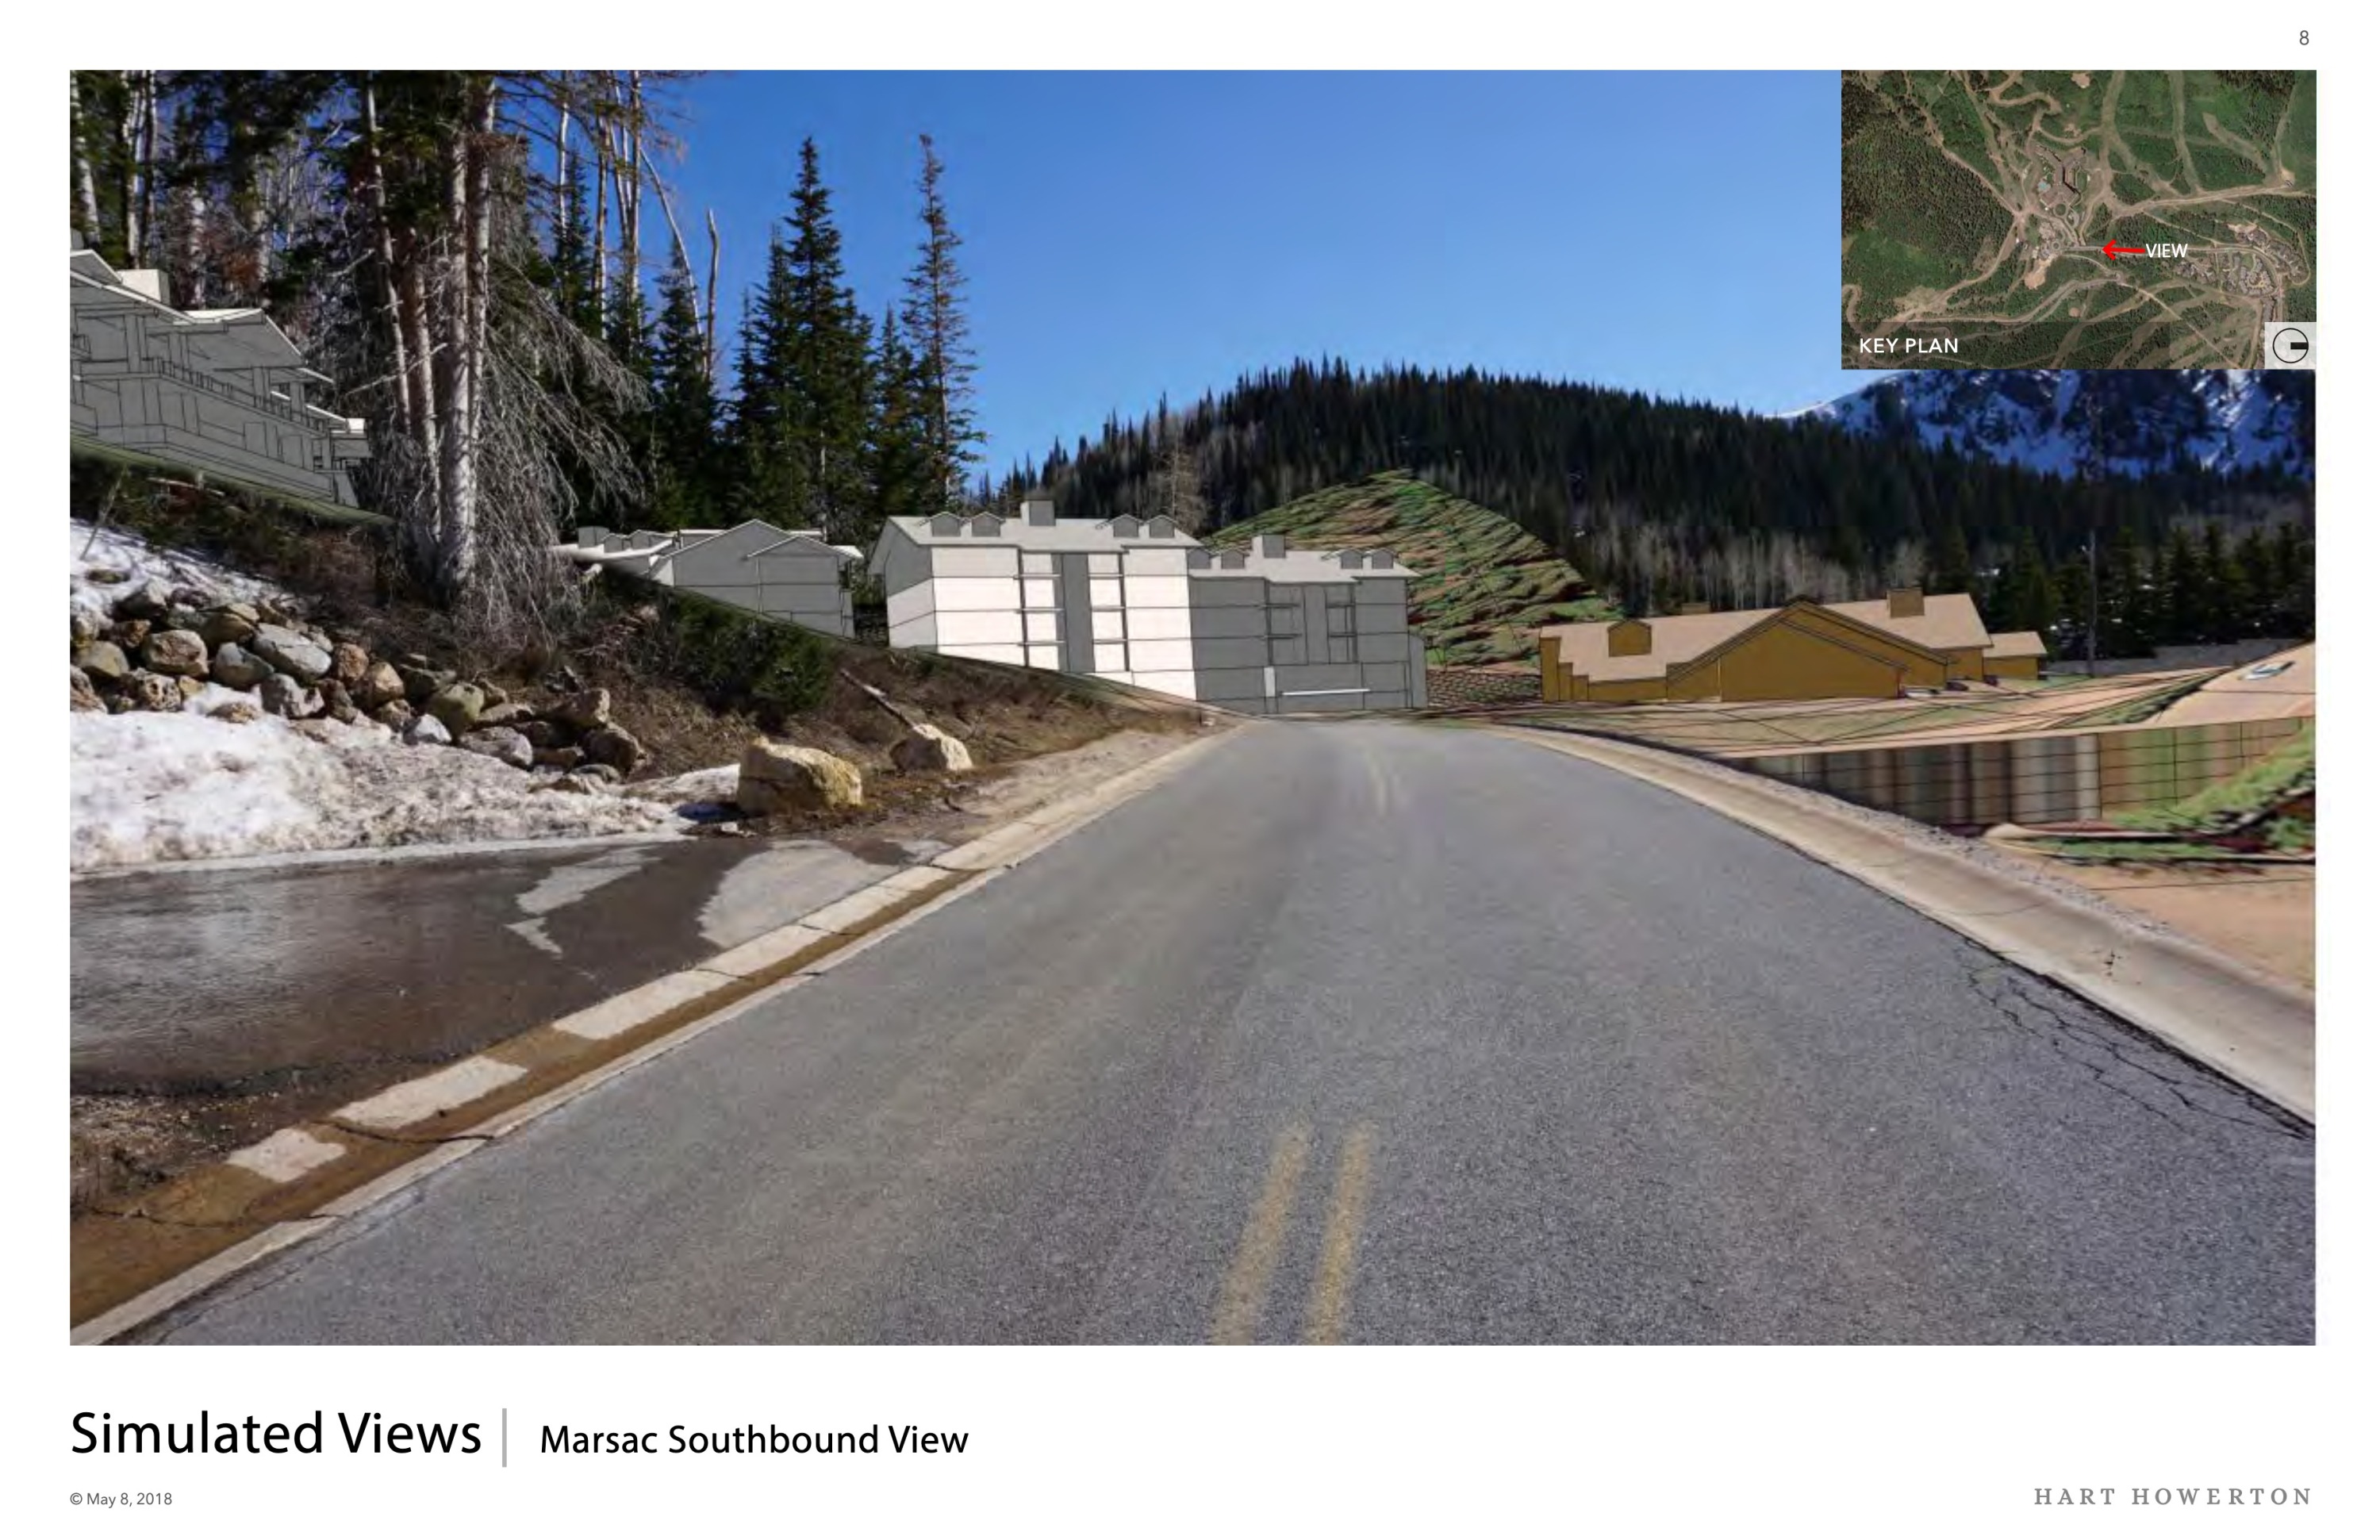 8
VIEW
KEY PLAN
Simulated Views
Marsac Southbound View
© May 8, 2018
HART HOWERTON